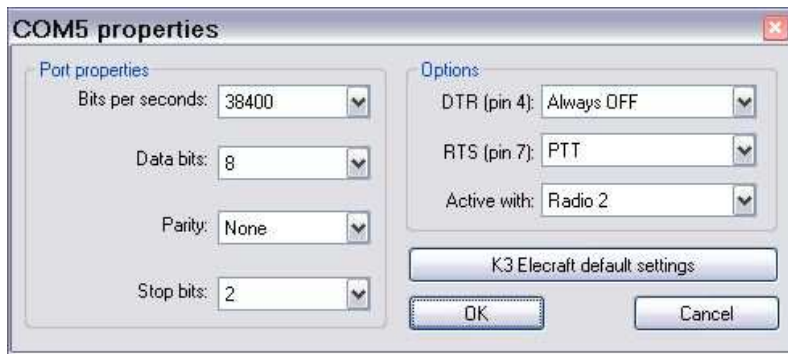 COM5 properties
Port properties
Bits per seconds: 38400
Data bits: 8
Parity: None
Stop bits: 2
Options
DTR (pin 4): Always OFF
RTS (pin 7): PTT
Active with: Radio 2
K3 Elecraft default settings
OK
Cancel